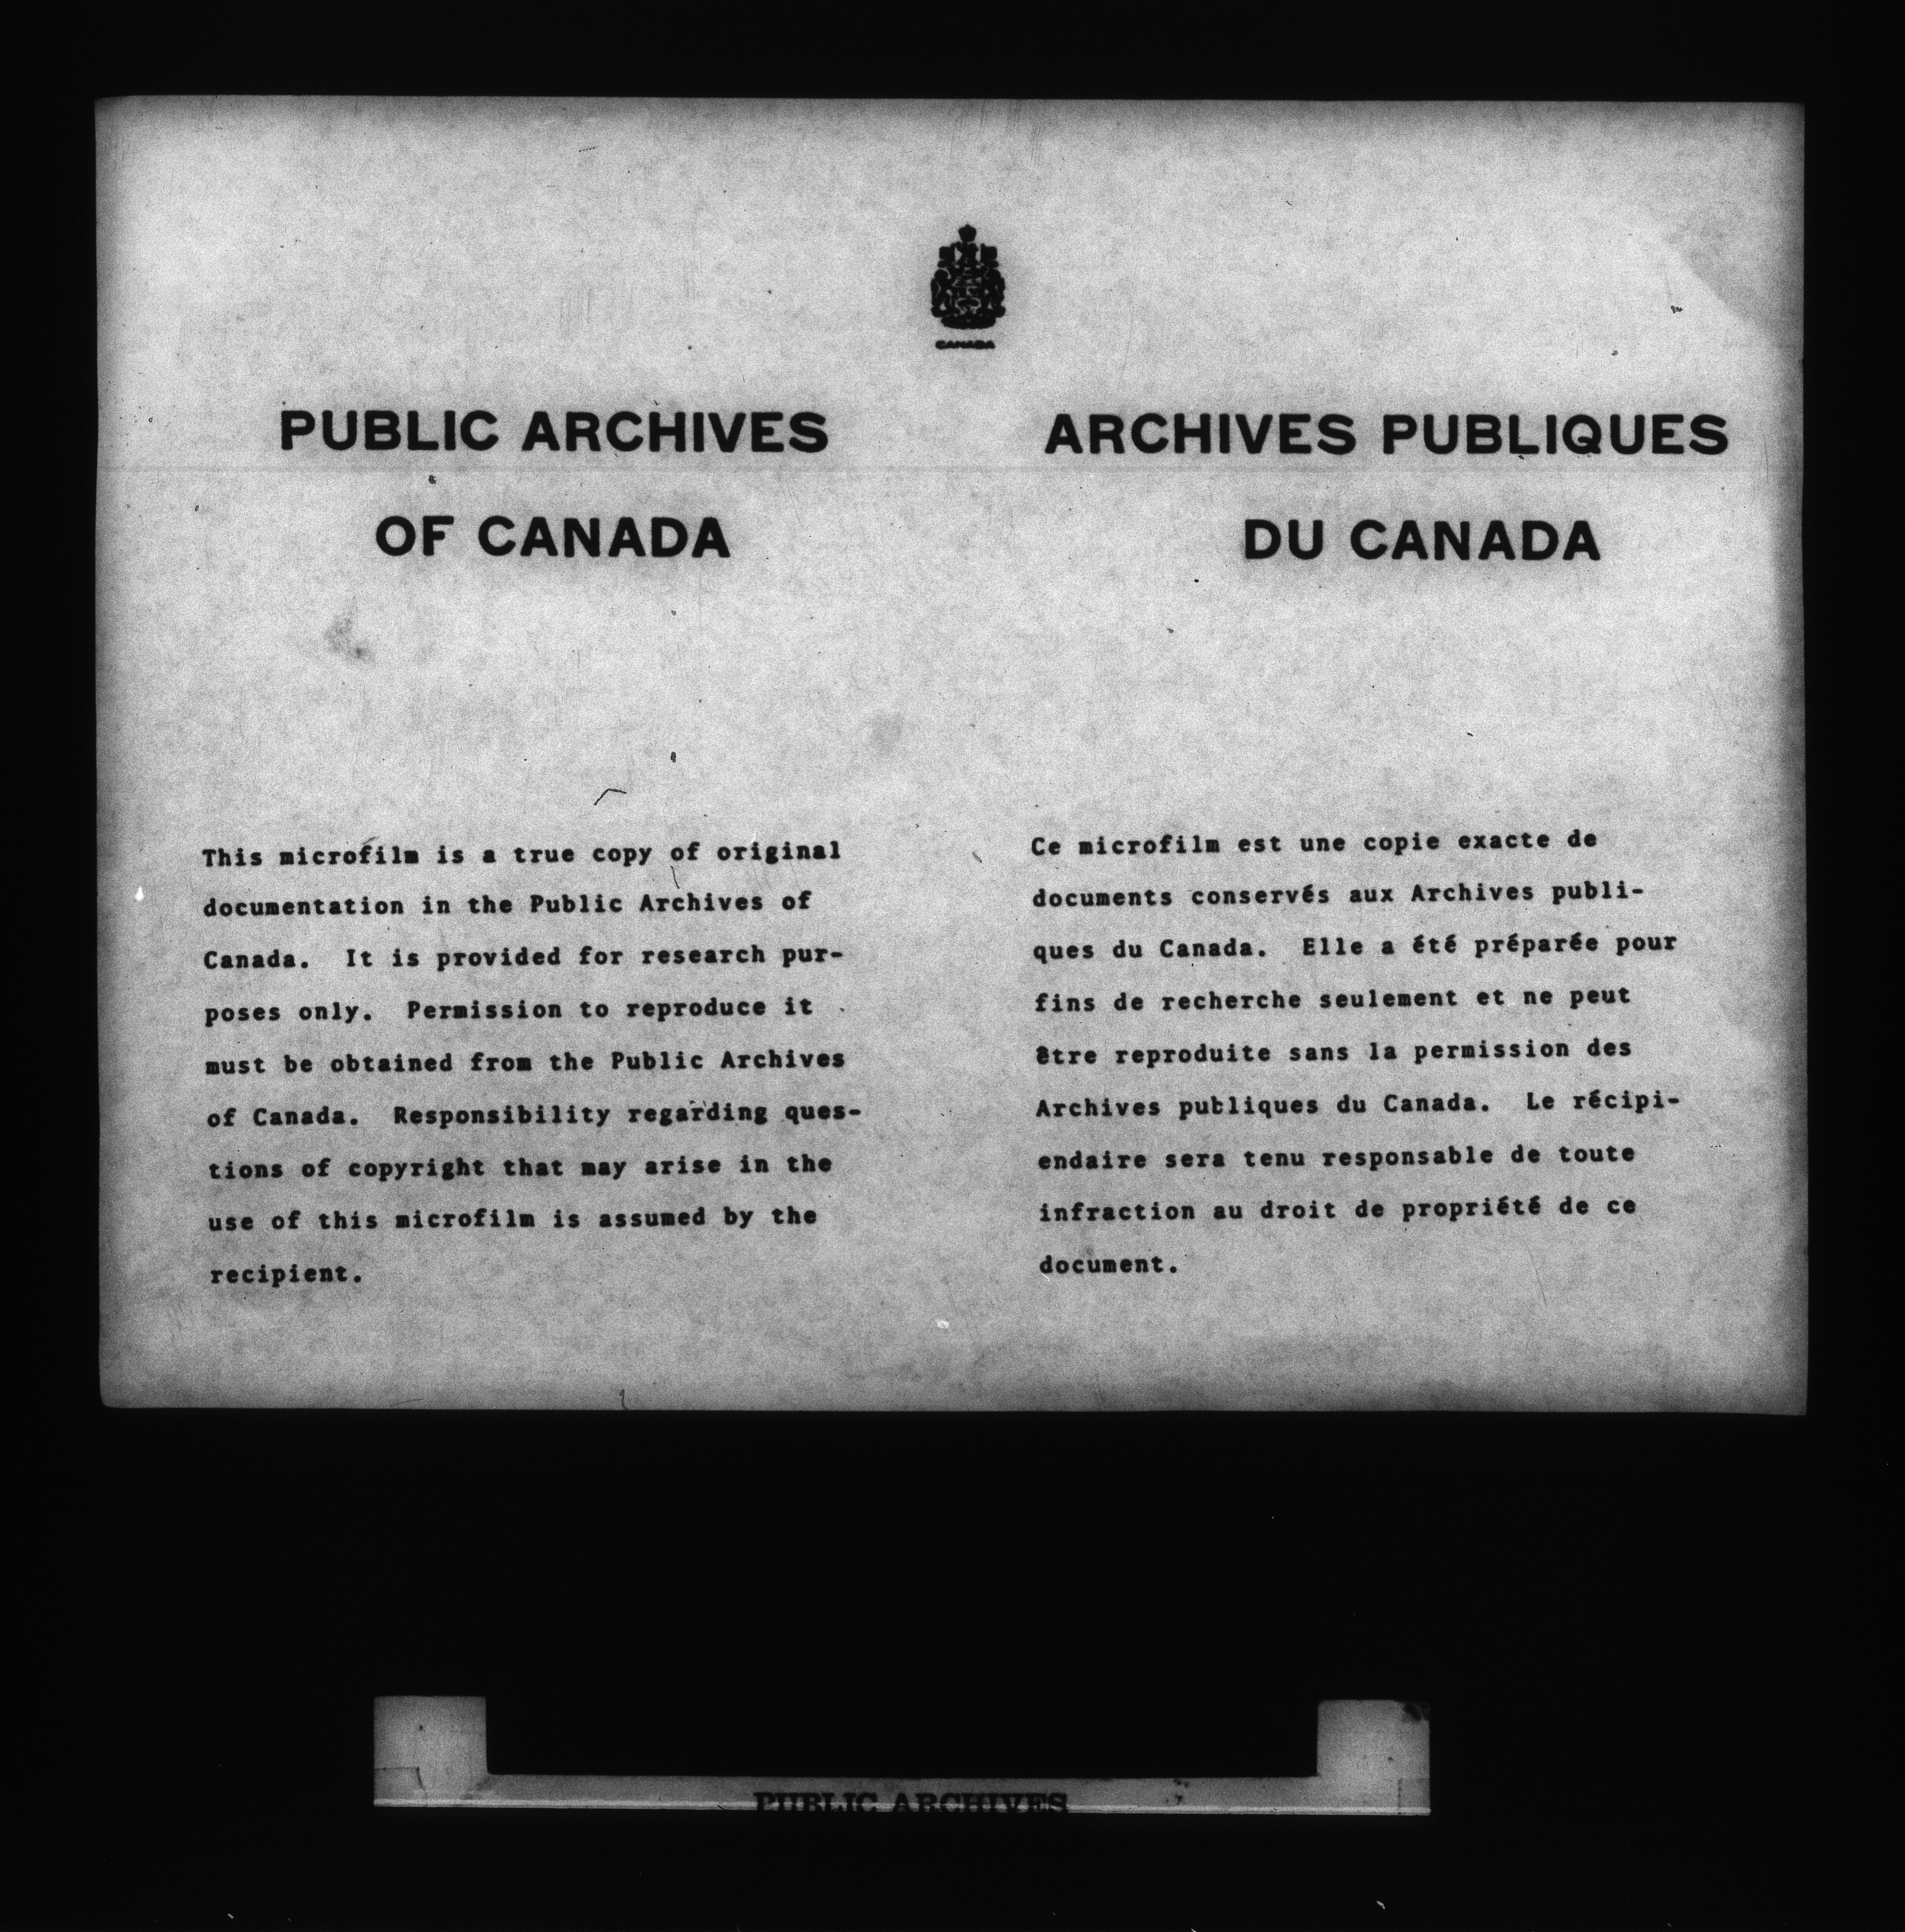 CANADA
PUBLIC ARCHIVES
OF CANADA
This microfilm is a true copy of original
documentation in the Public Archives of
Canada. It is provided for research pur-
poses only. Permission to reproduce it
must be obtained from the Public Archives
of Canada. Responsibility regarding ques-
tions of copyright that may arise in the
use of this microfilm is assumed by the
recipient.
ARCHIVES PUBLIQUES
DU CANADA
Ce microfilm est une copie exacte de
documents conservés aux Archives publi-
ques du Canada. Elle a été préparée pour
fins de recherche seulement et ne peut
être reproduite sans la permission des
Archives publiques du Canada. Le récipi-
endaire sera tenu responsable de toute
infraction au droit de propriété de ce
document.
PUBLIC ARCHIVES